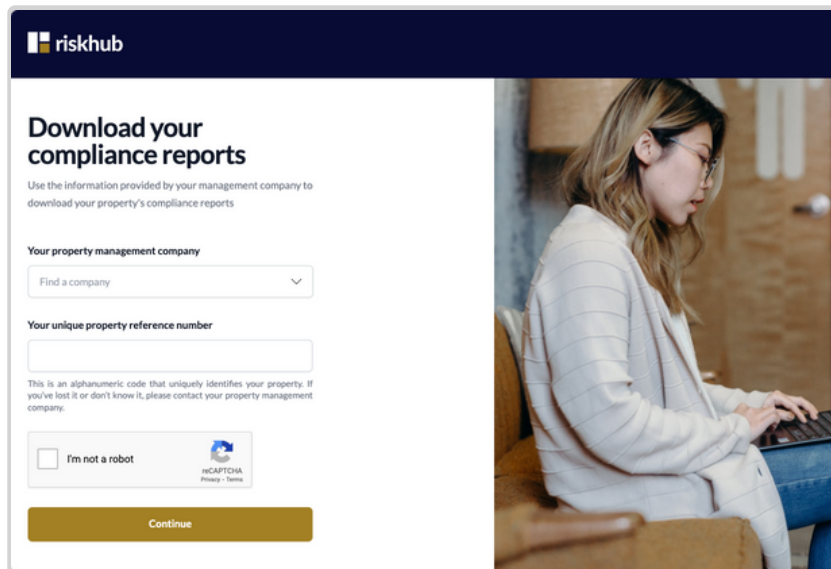 riskhub
Download your
compliance reports
Use the information provided by your management company to
download your property's compliance reports
Your property management company
Find a company
Your unique property reference number
This is an alphanumeric code that uniquely identifies your property. If
you've lost it or don't know it, please contact your property management
company.
I'm not a robot
reCAPTCHA
Privacy - Terms
Continue